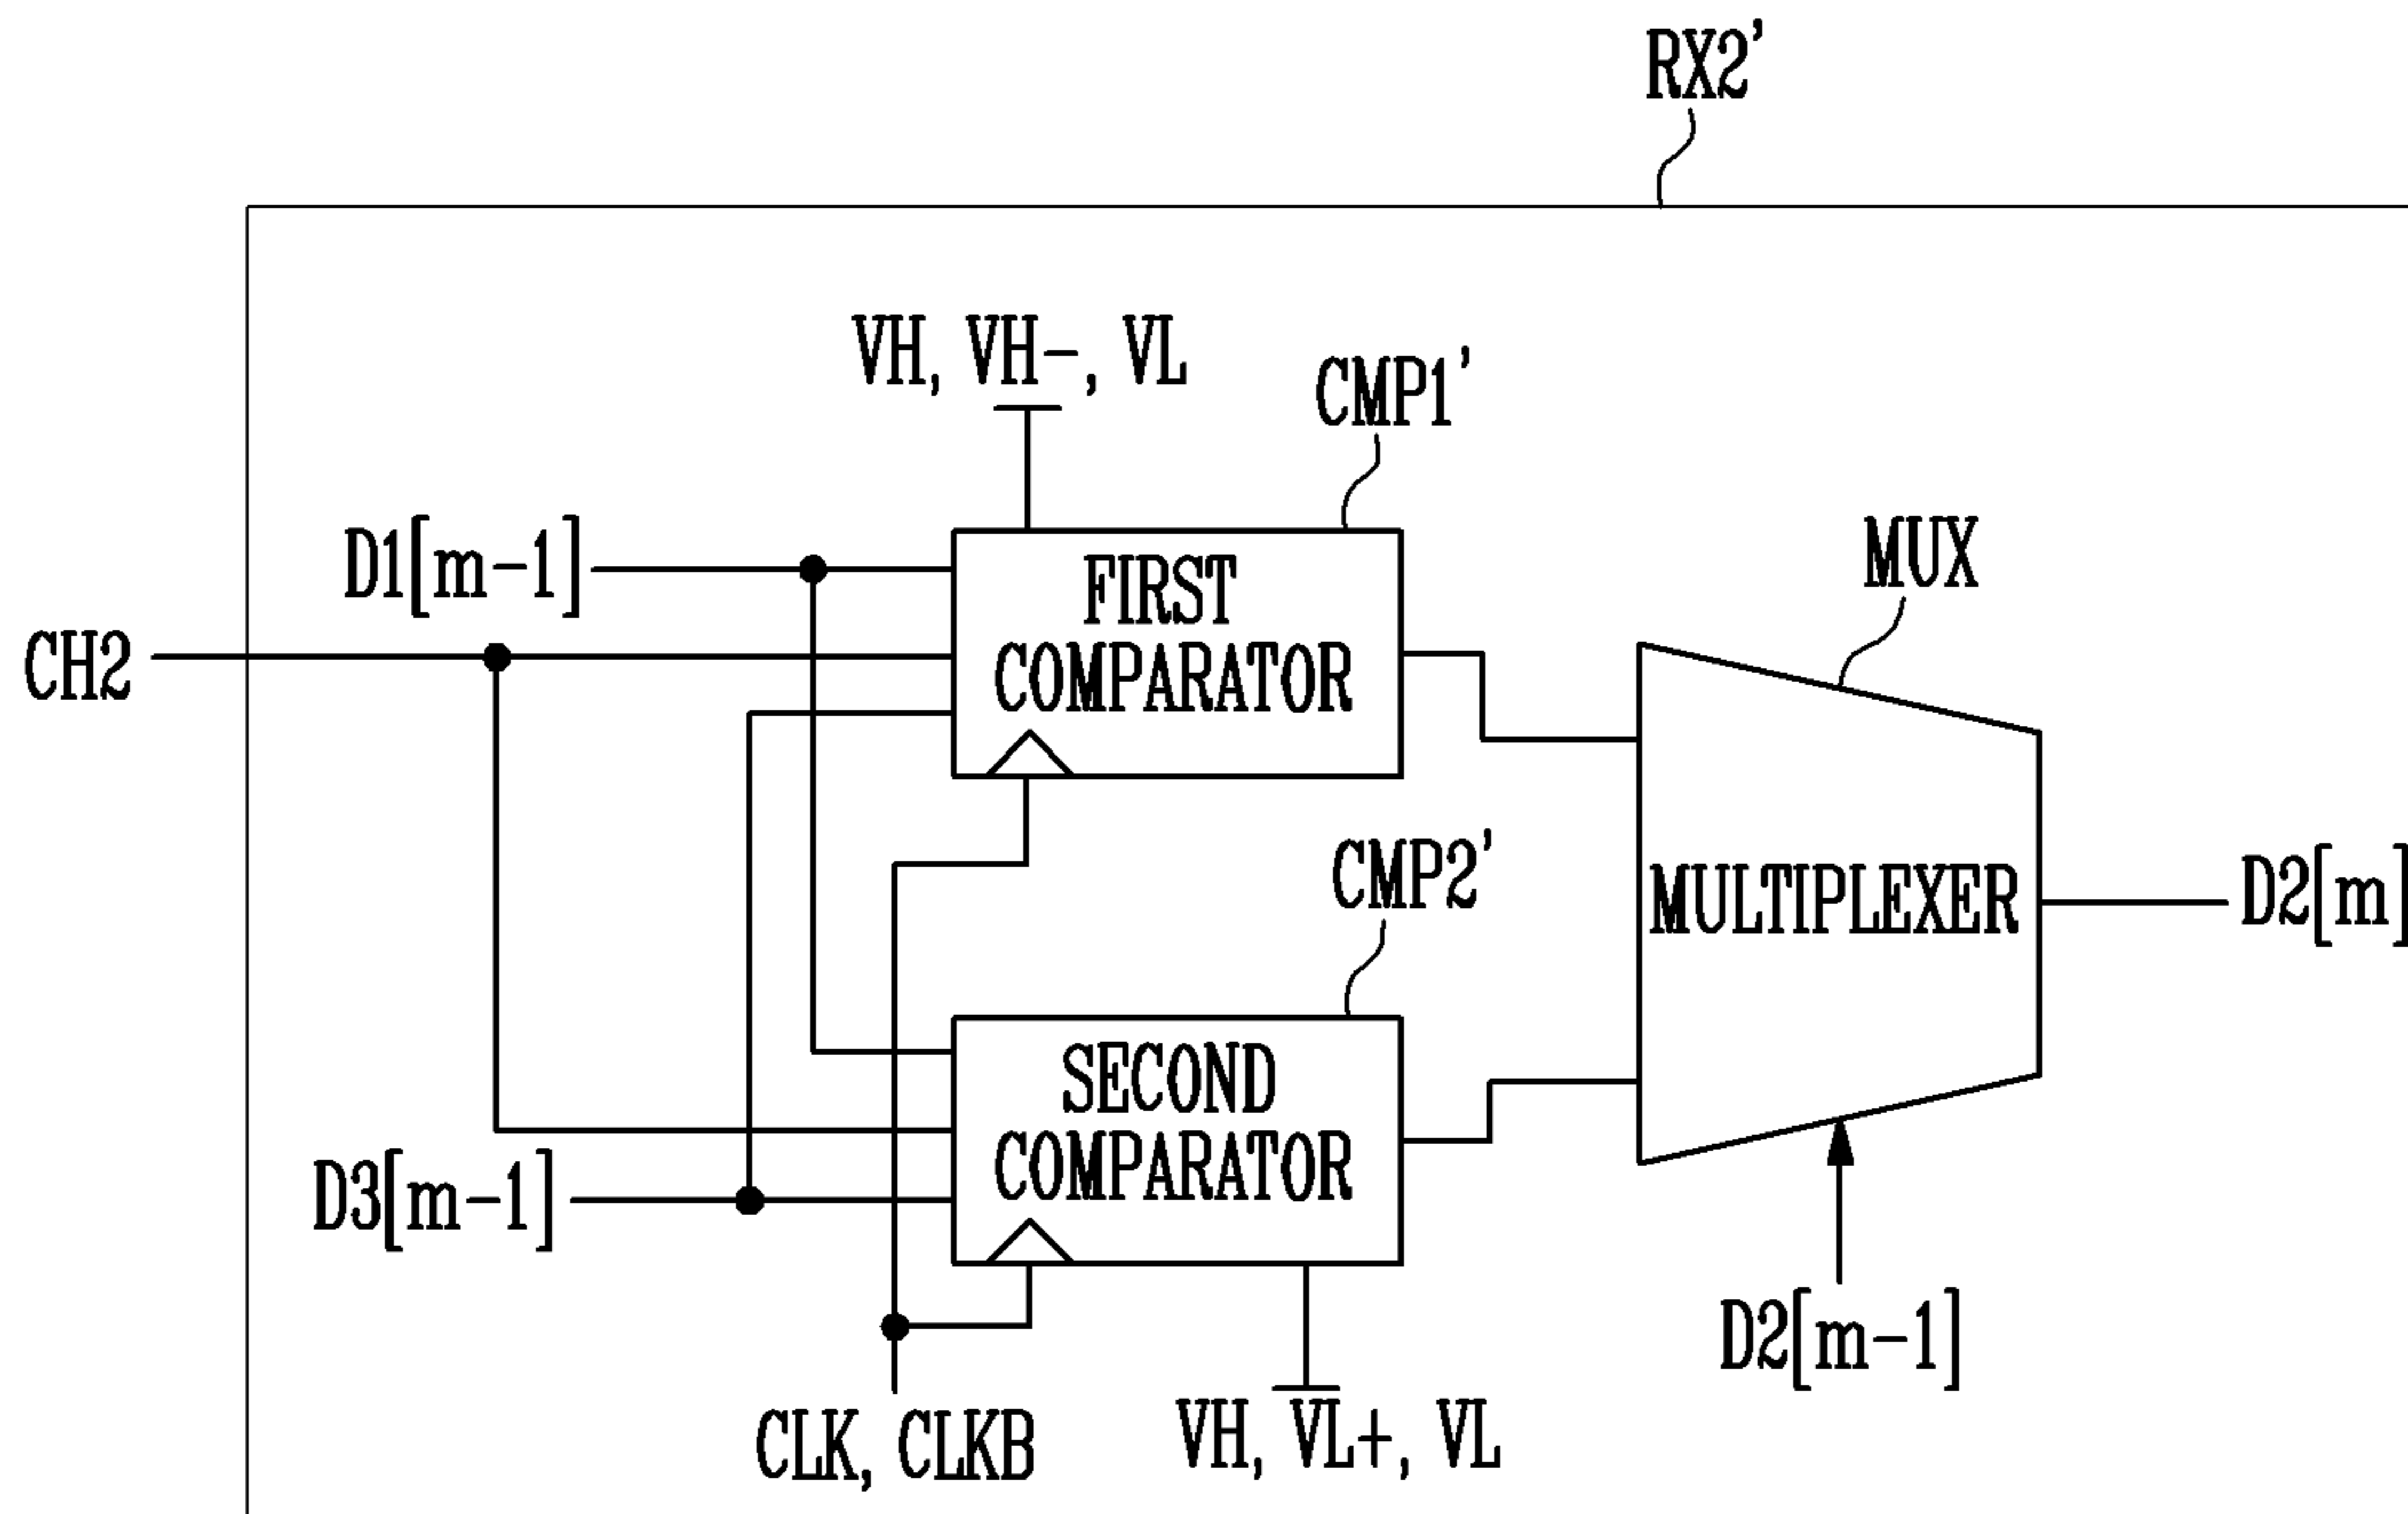 RX2'
VH, VH-, VL
CMP1'
D1[m-1]
FIRST
COMPARATOR
MUX
CH2
CMP2'
MULTIPLEXER
D2[m]
SECOND
COMPARATOR
D3[m-1]
D2[m-1]
CLK, CLKB
VH, VL+, VL